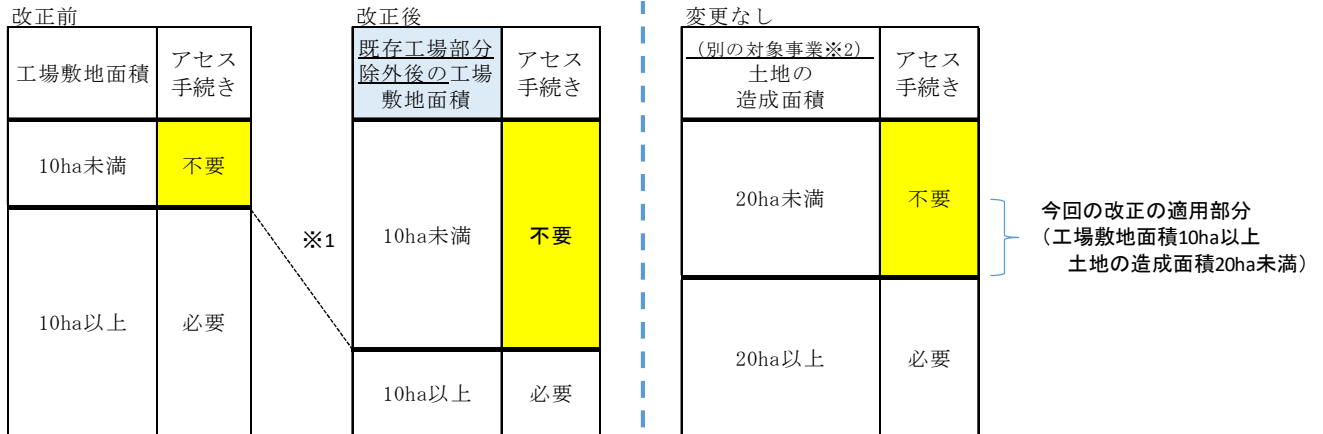 改正前
工場敷地面積
アセス
手続き
10ha未満
不要
10ha以上
必要
※1
改正後
既存工場部分
除外後の工場
敷地面積
アセス
手続き
10ha未満
不要
10ha以上
必要
変更なし
(別の対象事業※2)
土地の
造成面積
アセス
手続き
20ha未満
不要
20ha以上
必要
今回の改正の適用部分
(工場敷地面積10ha以上
土地の造成面積20ha未満)